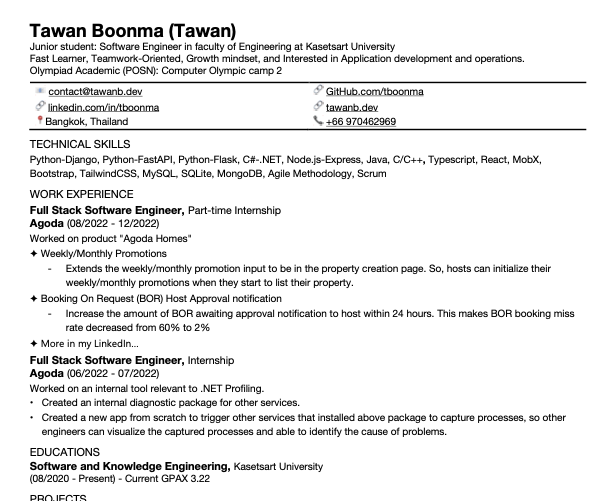 Tawan Boonma (Tawan)
Junior student: Software Engineer in faculty of Engineering at Kasetsart University
Fast Learner, Teamwork-Oriented, Growth mindset, and Interested in Application development and operations.
Olympiad Academic (POSN): Computer Olympic camp 2
contact@tawanb.dev
GitHub.com/tboonma
linkedin.com/in/tboonma
tawanb.dev
Bangkok, Thailand
+66 970462969
TECHNICAL SKILLS
Python-Django, Python-FastAPI, Python-Flask, C#-.NET, Node.js-Express, Java, C/C++, Typescript, React, MobX,
Bootstrap, TailwindCSS, MySQL, SQLite, MongoDB, Agile Methodology, Scrum
WORK EXPERIENCE
Full Stack Software Engineer, Part-time Internship
Agoda (08/2022 - 12/2022)
Worked on product "Agoda Homes"
✦ Weekly/Monthly Promotions
- Extends the weekly/monthly promotion input to be in the property creation page. So, hosts can initialize their
weekly/monthly promotions when they start to list their property.
✦ Booking On Request (BOR) Host Approval notification
- Increase the amount of BOR awaiting approval notification to host within 24 hours. This makes BOR booking miss
rate decreased from 60% to 2%
✦ More in my LinkedIn...
Full Stack Software Engineer, Internship
Agoda (06/2022 - 07/2022)
Worked on an internal tool relevant to .NET Profiling.
• Created an internal diagnostic package for other services.
• Created a new app from scratch to trigger other services that installed above package to capture processes, so other
engineers can visualize the captured processes and able to identify the cause of problems.
EDUCATIONS
Software and Knowledge Engineering, Kasetsart University
(08/2020 - Present) - Current GPAX 3.22
PROJECTS